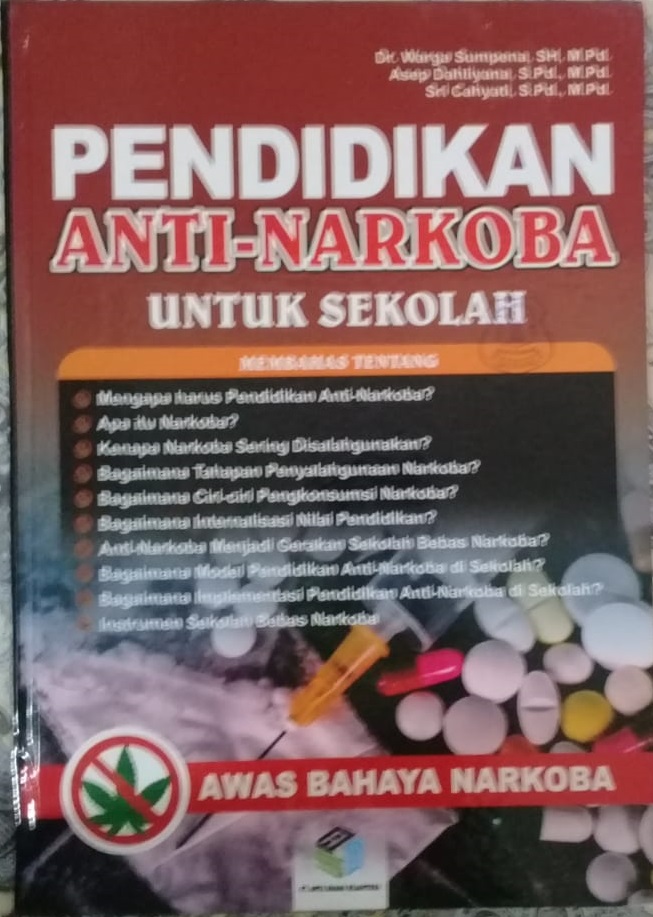 Dr. Warga Sumpena, SH, M.Pd.
Asep Dahliyana, S.Pd., M.Pd.
Sri Cahyati, S.Pd., M.Pd.
PENDIDIKAN
ANTI-NARKOBA
UNTUK SEKOLAH
MEMBAHAS TENTANG
Mengapa harus Pendidikan Anti-Narkoba?
Apa itu Narkoba?
Kenapa Narkoba Sering Disalahgunakan?
Bagaimana Tahapan Penyalahgunaan Narkoba?
Bagaimana Ciri-ciri Pengkonsumsi Narkoba?
Bagaimana Internalisasi Nilai Pendidikan?
Anti-Narkoba Menjadi Gerakan Sekolah Bebas Narkoba?
Bagaimana Model Pendidikan Anti-Narkoba di Sekolah?
Bagaimana Implementasi Pendidikan Anti-Narkoba di Sekolah?
Instrumen Sekolah Bebas Narkoba
AWAS BAHAYA NARKOBA